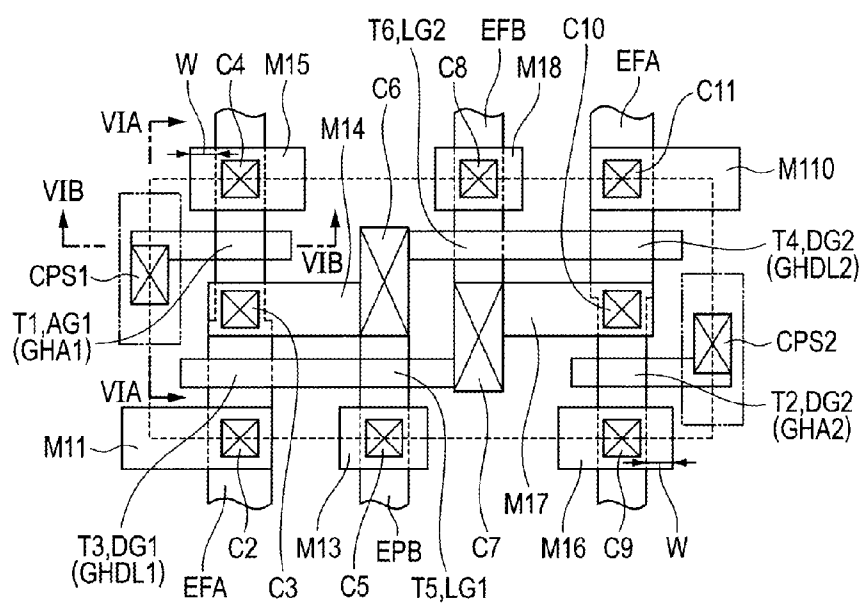 T6,LG2
EFB
C10
W
C4
M15
C6
C8
M18
EFA
C11
VIA
M14
M110
VIB
VIB
CPS1
T4,DG2
(GHDL2)
T1,AG1
(GHA1)
CPS2
VIA
T2,DG2
(GHA2)
M11
M17
T3,DG1
(GHDL1)
EFA
C2
C3
M13
EPB
C5
C7
T5,LG1
M16
C9
W